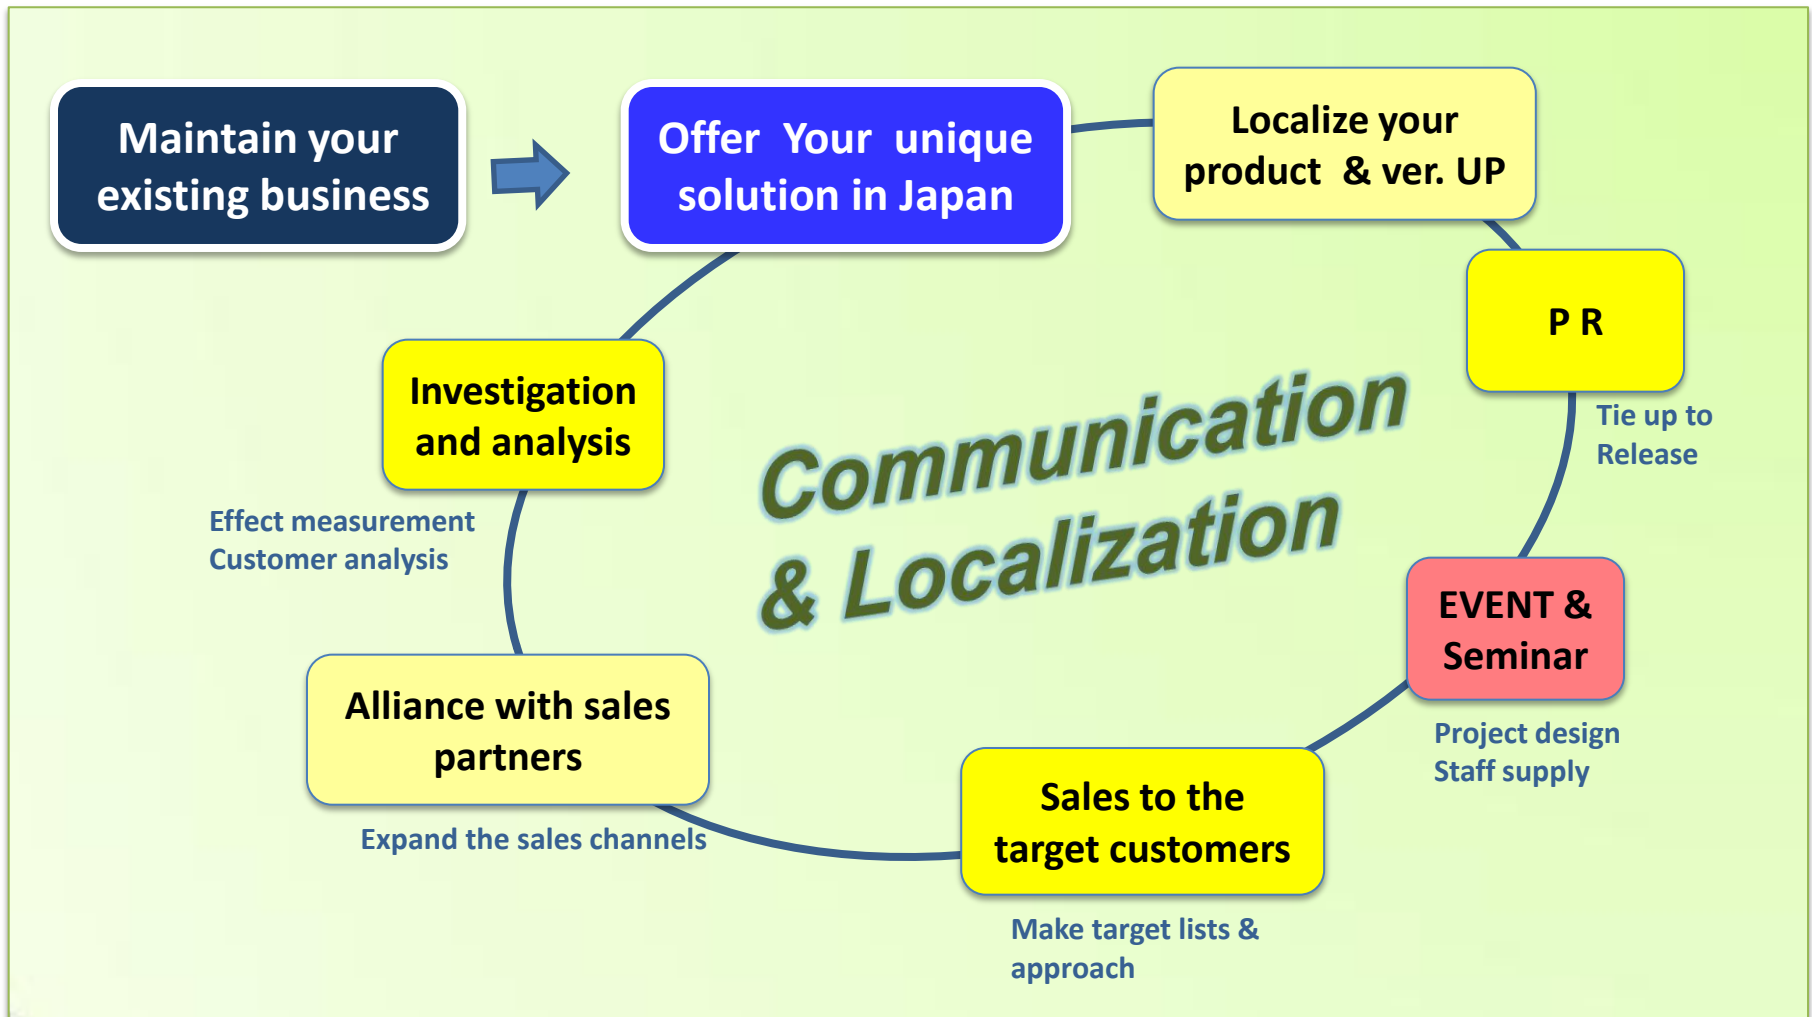 Maintain your
existing business
Offer Your unique
solution in Japan
Localize your
product & ver. UP
P R
Tie up to
Release
EVENT &
Seminar
Project design
Staff supply
Sales to the
target customers
Make target lists &
approach
Alliance with sales
partners
Expand the sales channels
Investigation
and analysis
Effect measurement
Customer analysis
Communication
& Localization